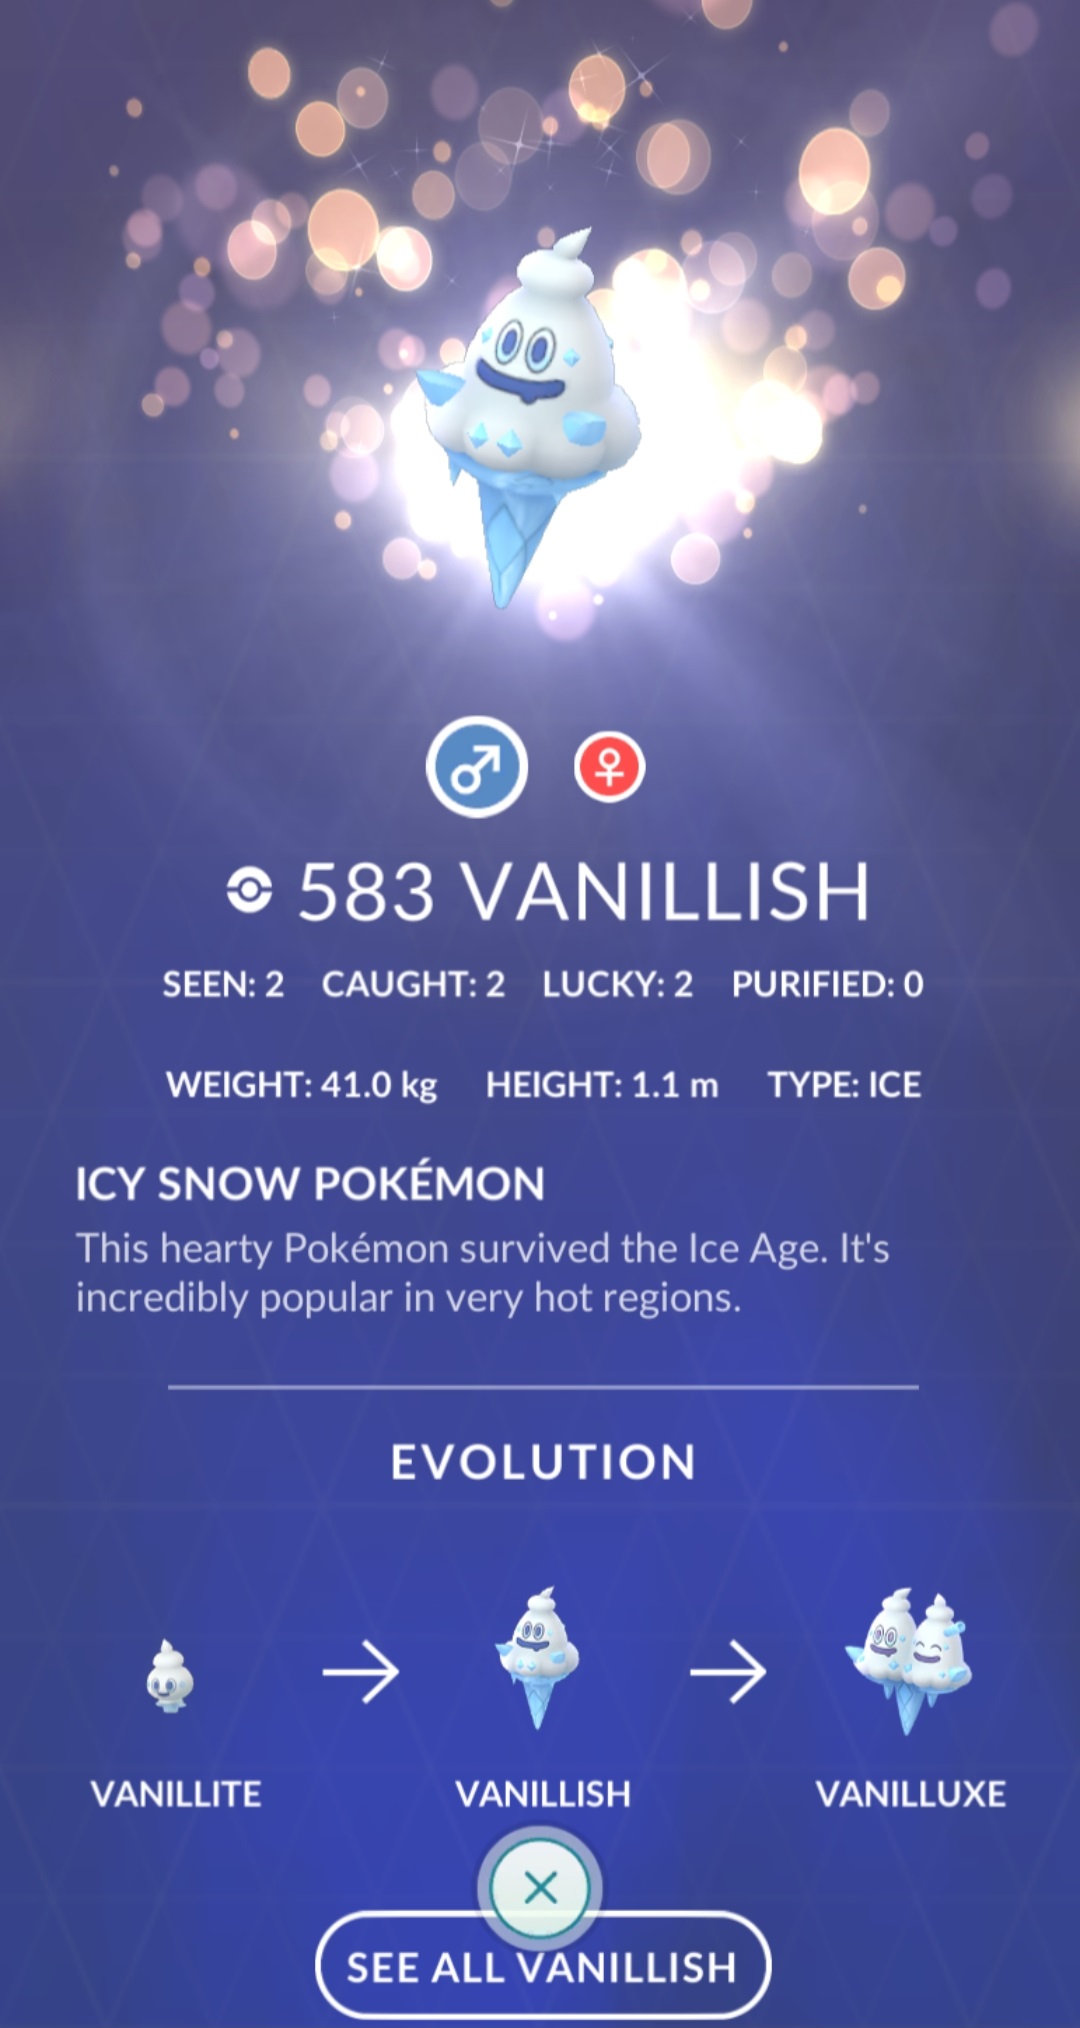 583 VANILLISH
SEEN: 2 CAUGHT: 2 LUCKY: 2 PURIFIED: 0
WEIGHT: 41.0 kg HEIGHT: 1.1 m TYPE: ICE
ICY SNOW POKÉMON
This hearty Pokémon survived the Ice Age. It's
incredibly popular in very hot regions.
EVOLUTION
VANILLITE VANILLISH VANILLUXE
SEE ALL VANILLISH